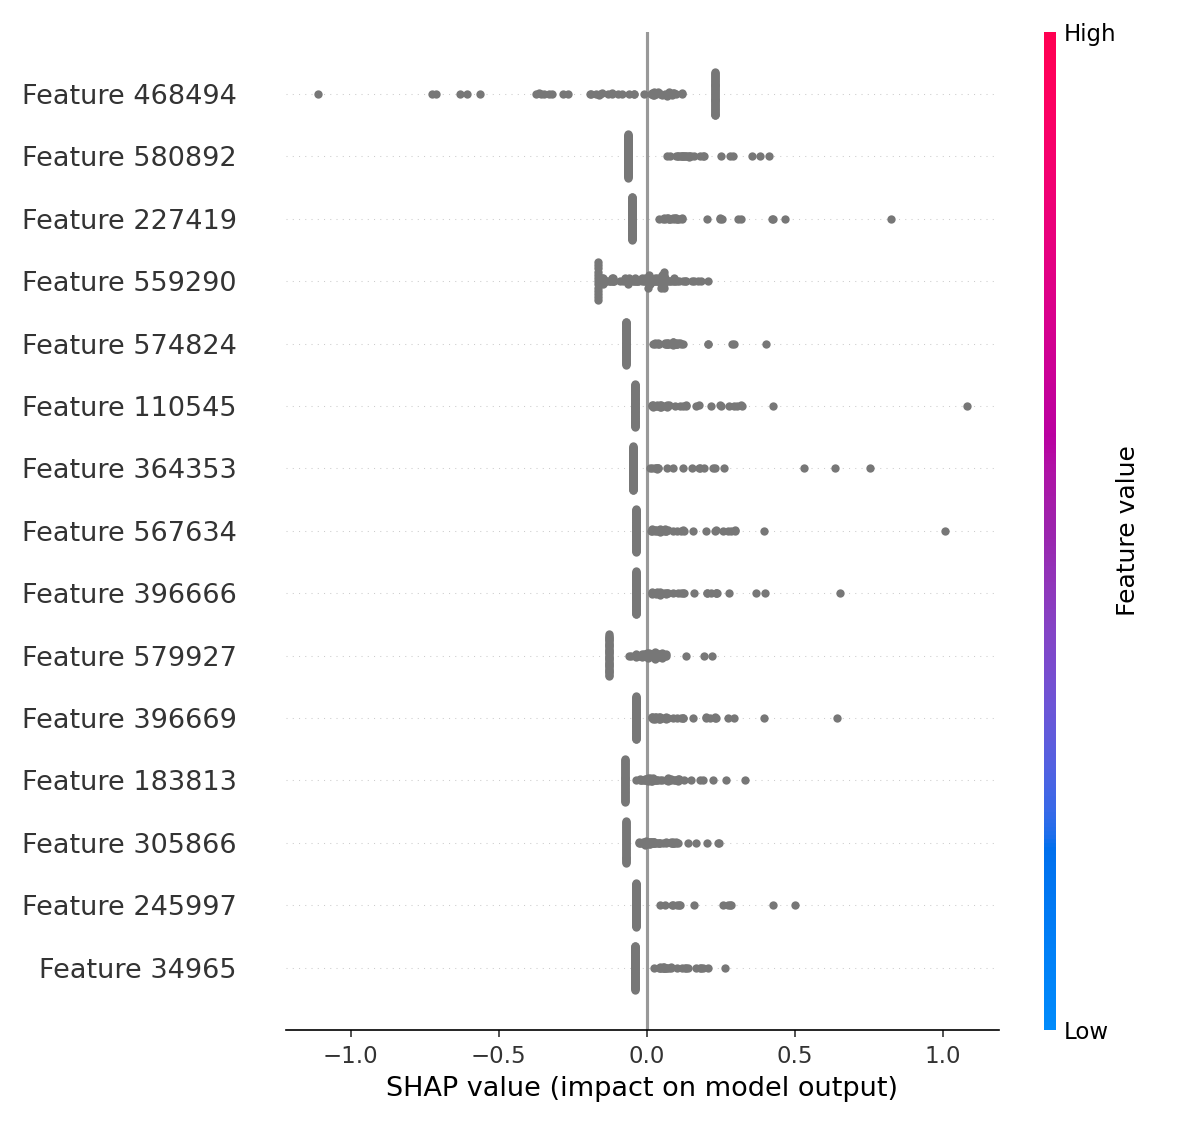 High
Feature 468494
Feature 580892
Feature 227419
Feature 559290
Feature 574824
Feature 110545
Feature 364353
Feature 567634
Feature 396666
Feature 579927
Feature 396669
Feature 183813
Feature 305866
Feature 245997
Feature 34965
Feature value
Low
−1.0 −0.5 0.0 0.5 1.0
SHAP value (impact on model output)